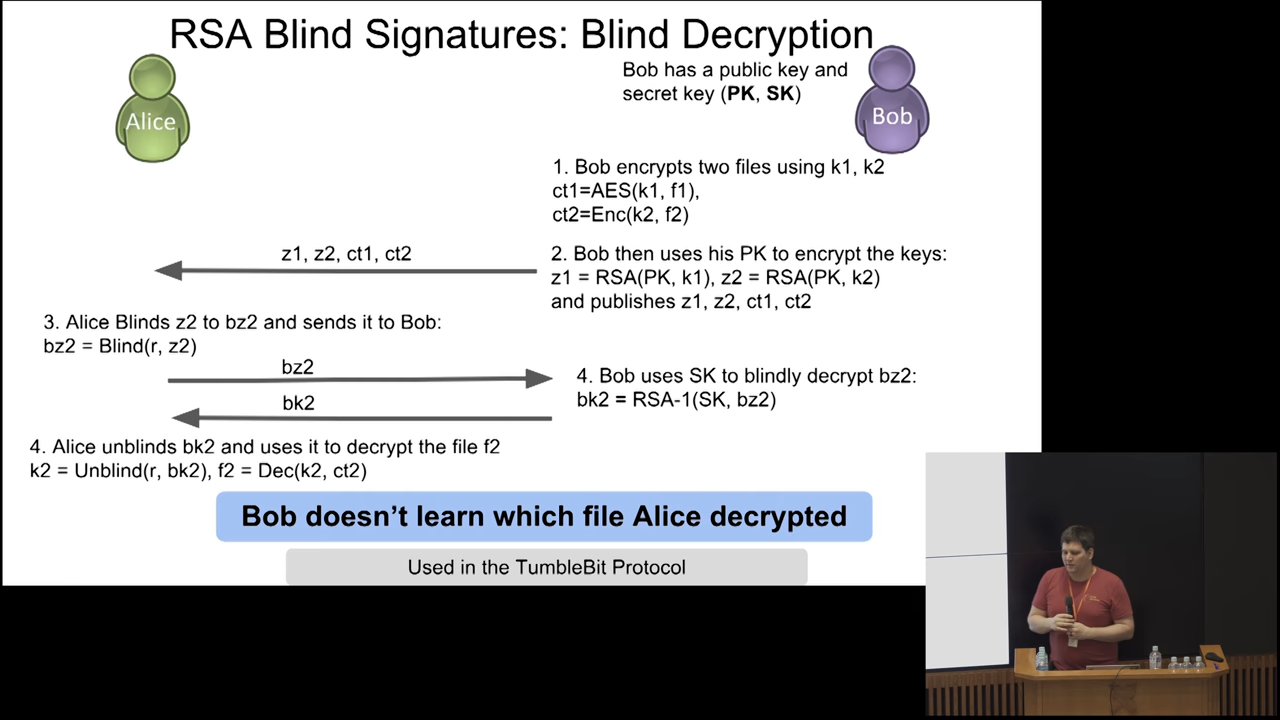 RSA Blind Signatures: Blind Decryption
Alice
Bob has a public key and
secret key (PK, SK)
Bob
1. Bob encrypts two files using k1, k2
ct1=AES(k1, f1),
ct2=Enc(k2, f2)
z1, z2, ct1, ct2
2. Bob then uses his PK to encrypt the keys:
z1 = RSA(PK, k1), z2 = RSA(PK, k2)
and publishes z1, z2, ct1, ct2
3. Alice Blinds z2 to bz2 and sends it to Bob:
bz2 = Blind(r, z2)
bz2
4. Bob uses SK to blindly decrypt bz2:
bk2 = RSA-1(SK, bz2)
bk2
4. Alice unblinds bk2 and uses it to decrypt the file f2
k2 = Unblind(r, bk2), f2 = Dec(k2, ct2)
Bob doesn't learn which file Alice decrypted
Used in the TumbleBit Protocol